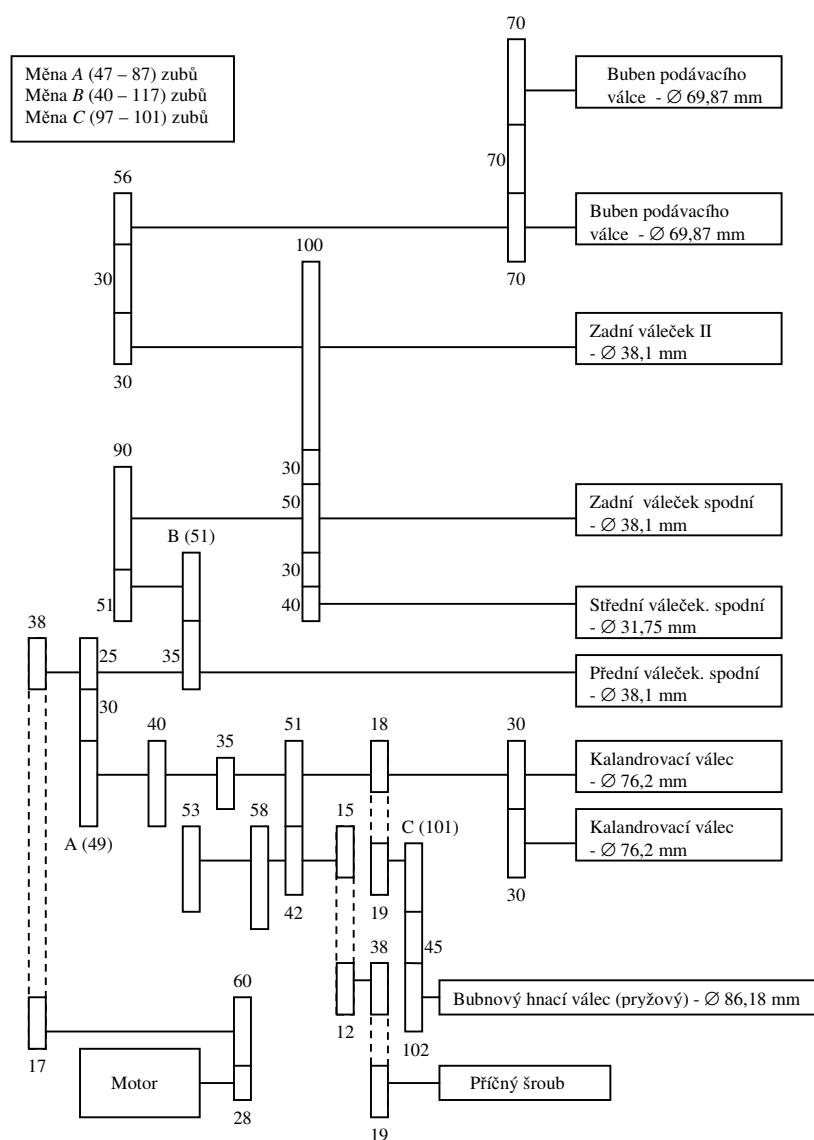 70
Měna A (47 – 87) zubů
Měna B (40 – 117) zubů
Měna C (97 – 101) zubů
Buben podávacího
válce - ∅ 69,87 mm
70
56
Buben podávacího
válce - ∅ 69,87 mm
100
30
70
Zadní váleček II
- ∅ 38,1 mm
30
90
30
50
Zadní váleček spodní
- ∅ 38,1 mm
B (51)
30
51
40
Střední váleček. spodní
- ∅ 31,75 mm
38
25
35
Přední váleček. spodní
- ∅ 38,1 mm
30
40
35
51
18
30
Kalandrovací válec
- ∅ 76,2 mm
53
58
15
C (101)
Kalandrovací válec
- ∅ 76,2 mm
A (49)
42
19
30
38
45
60
12
102
Bubnový hnací válec (pryžový) - ∅ 86,18 mm
17
Motor
28
Příčný šroub
19